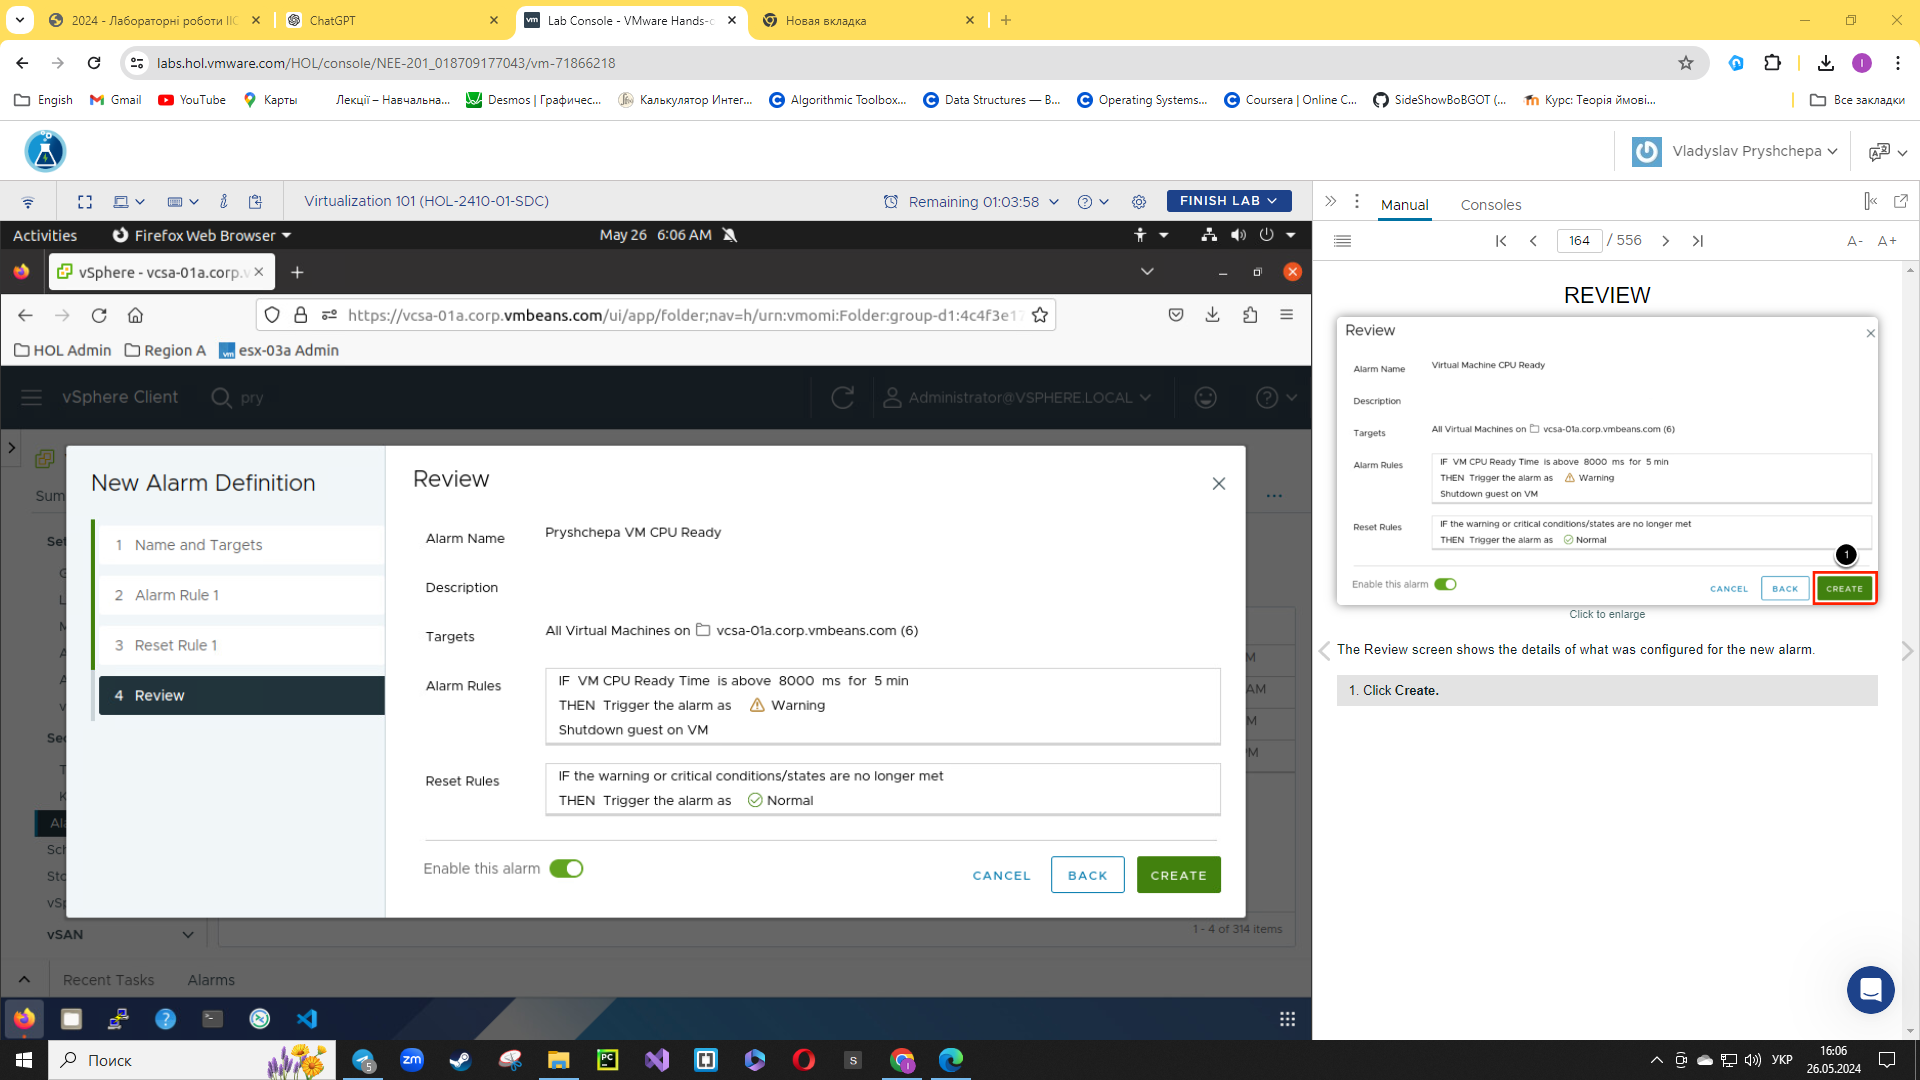 2024 - Лабораторні роботи ІІС
ChatGPT
Lab Console - VMware Hands-o
Новая вкладка
labs.hol.vmware.com/HOL/console/NEE-201_018709177043/vm-71866218
Engish
Gmail
YouTube
Карты
Лекції – Навчальна...
Desmos | Графичес...
Калькулятор Интег...
Algorithmic Toolbox...
Data Structures — B...
Operating Systems...
Coursera | Online C...
SideShowBoBGOT (...
Курс: Теорія ймові...
Все закладки
Vladyslav Pryshchepa
Virtualization 101 (HOL-2410-01-SDC)
Remaining 01:03:58
FINISH LAB
Manual
Consoles
Activities
Firefox Web Browser
May 26 6:06 AM
164 / 556
A-
A+
vSphere - vcsa-01a.corp.v
https://vcsa-01a.corp.vmbeans.com/ui/app/folder;nav=h/urn:vmomi:Folder:group-d1:4c4f3e17
HOL Admin
Region A
esx-03a Admin
vSphere Client
pry
Administrator@VSPHERE.LOCAL
New Alarm Definition
1 Name and Targets
2 Alarm Rule 1
3 Reset Rule 1
4 Review
Review
Alarm Name
Pryshchepa VM CPU Ready
Description
Targets
All Virtual Machines on vcsa-01a.corp.vmbeans.com (6)
Alarm Rules
IF VM CPU Ready Time is above 8000 ms for 5 min
THEN Trigger the alarm as Warning
Shutdown guest on VM
Reset Rules
IF the warning or critical conditions/states are no longer met
THEN Trigger the alarm as Normal
Enable this alarm
CANCEL
BACK
CREATE
vSAN
1 - 4 of 314 items
Recent Tasks
Alarms
REVIEW
Review
Alarm Name
Virtual Machine CPU Ready
Description
Targets
All Virtual Machines on vcsa-01a.corp.vmbeans.com (6)
Alarm Rules
IF VM CPU Ready Time is above 8000 ms for 5 min
THEN Trigger the alarm as Warning
Shutdown guest on VM
Reset Rules
IF the warning or critical conditions/states are no longer met
THEN Trigger the alarm as Normal
1
Enable this alarm
CANCEL
BACK
CREATE
Click to enlarge
The Review screen shows the details of what was configured for the new alarm.
1. Click Create.
Поиск
УКР
16:06
26.05.2024